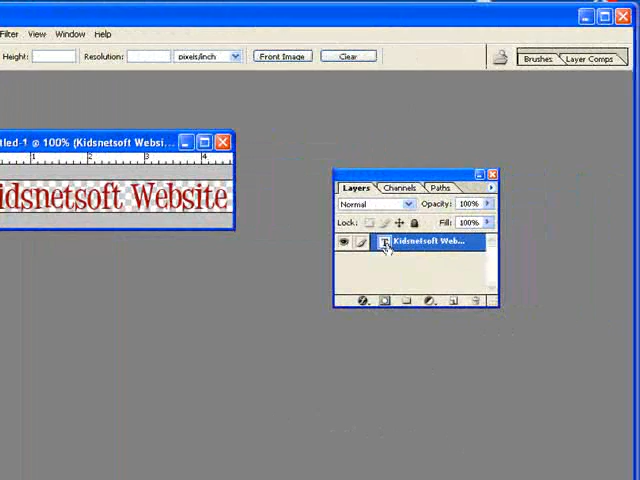 Filter View Window Help
Height: Resolution: pixels/inch Front Image Clear Brushes Layer Comps
tled-1 @ 100% (Kidsnetsoft Websi...
1 2 3 4
idsnetsoft Website
Layers Channels Paths
Normal Opacity: 100%
Lock: Fill: 100%
T Kidsnetsoft Web...